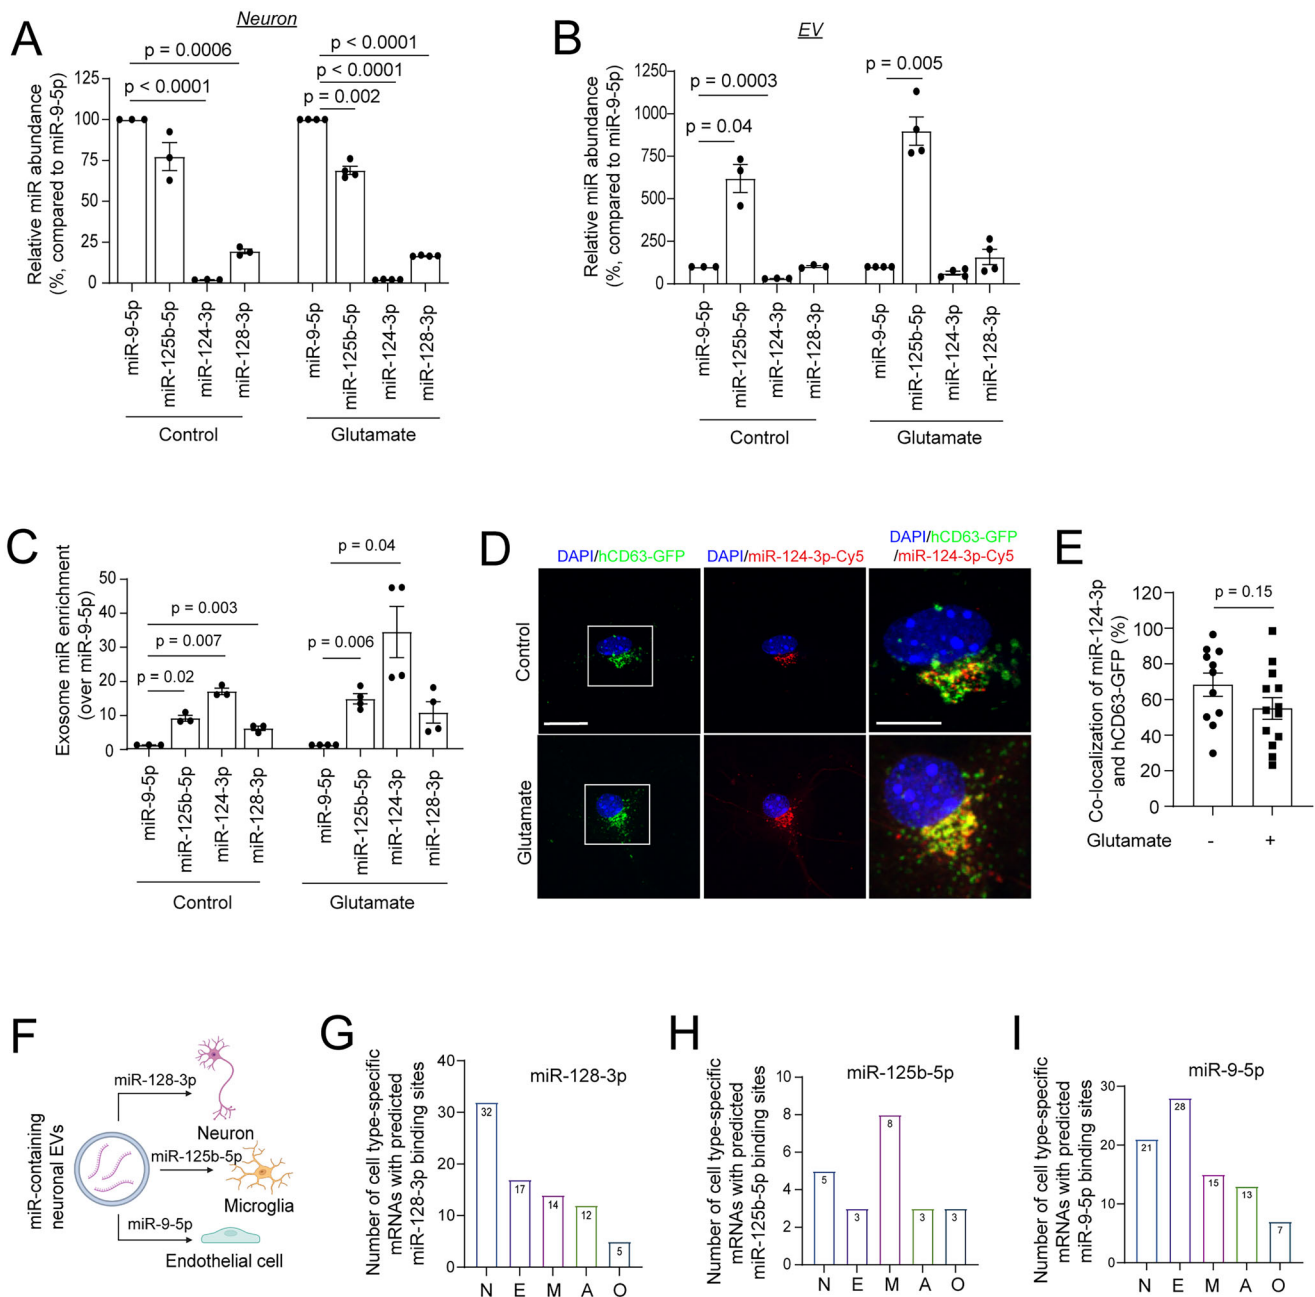 A
Neuron
p = 0.0006
p < 0.0001
p < 0.0001
p < 0.0001
p = 0.002
Relative miR abundance
(%, compared to miR-9-5p)
125
100
75
50
25
0
miR-9-5p
miR-125b-5p
miR-124-3p
miR-128-3p
miR-9-5p
miR-125b-5p
miR-124-3p
miR-128-3p
Control
Glutamate
B
EV
p = 0.005
p = 0.0003
p = 0.04
Relative miR abundance
(%, compared to miR-9-5p)
1250
1000
750
500
250
0
miR-9-5p
miR-125b-5p
miR-124-3p
miR-128-3p
miR-9-5p
miR-125b-5p
miR-124-3p
miR-128-3p
Control
Glutamate
C
p = 0.04
p = 0.003
p = 0.007
p = 0.006
p = 0.02
Exosome miR enrichment
(over miR-9-5p)
50
40
30
20
10
0
miR-9-5p
miR-125b-5p
miR-124-3p
miR-128-3p
miR-9-5p
miR-125b-5p
miR-124-3p
miR-128-3p
Control
Glutamate
D
DAPI/hCD63-GFP
DAPI/miR-124-3p-Cy5
DAPI/hCD63-GFP
/miR-124-3p-Cy5
Control
Glutamate
E
p = 0.15
Co-localization of miR-124-3p
and hCD63-GFP (%)
120
100
80
60
40
20
0
Glutamate - +
F
miR-containing
neuronal EVs
miR-128-3p
Neuron
miR-125b-5p
Microglia
miR-9-5p
Endothelial cell
G
miR-128-3p
Number of cell type-specific
mRNAs with predicted
miR-128-3p binding sites
40
30
20
10
0
32
17
14
12
5
N E M A O
H
miR-125b-5p
Number of cell type-specific
mRNAs with predicted
miR-125b-5p binding sites
10
8
6
4
2
0
5
3
8
3
3
N E M A O
I
miR-9-5p
Number of cell type-specific
mRNAs with predicted
miR-9-5p binding sites
30
20
10
0
21
28
15
13
7
N E M A O